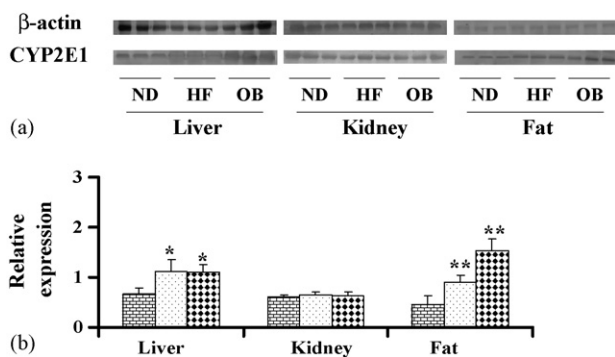 β-actin
CYP2E1
ND HF OB ND HF OB ND HF OB
(a) Liver Kidney Fat
Relative expression
3
2
1
0
* * ** **
(b) Liver Kidney Fat